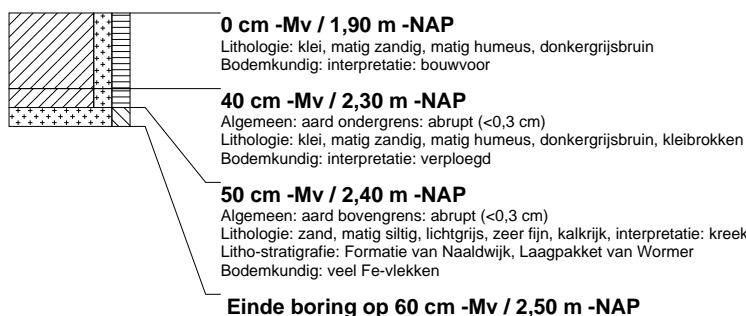 0 cm -Mv / 1,90 m -NAP
Lithologie: klei, matig zandig, matig humeus, donkergrijsbruin
Bodemkundig: interpretatie: bouwvoor
40 cm -Mv / 2,30 m -NAP
Algemeen: aard ondergrens: abrupt (<0,3 cm)
Lithologie: klei, matig zandig, matig humeus, donkergrijsbruin, kleibrokken
Bodemkundig: interpretatie: verploegd
50 cm -Mv / 2,40 m -NAP
Algemeen: aard bovengrens: abrupt (<0,3 cm)
Lithologie: zand, matig siltig, lichtgrijs, zeer fijn, kalkrijk, interpretatie: kreek
Litho-stratigrafie: Formatie van Naaldwijk, Laagpakket van Wormer
Bodemkundig: veel Fe-vlekken
Einde boring op 60 cm -Mv / 2,50 m -NAP